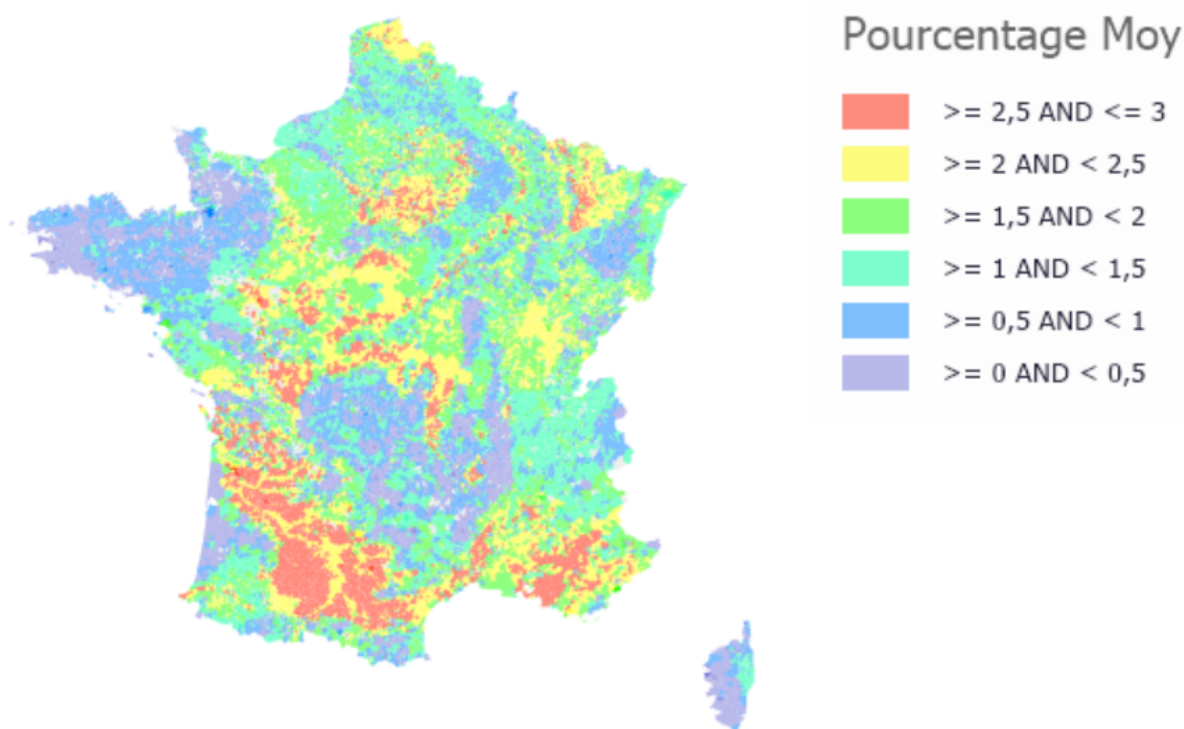 Pourcentage Moy
>= 2,5 AND <= 3
>= 2 AND < 2,5
>= 1,5 AND < 2
>= 1 AND < 1,5
>= 0,5 AND < 1
>= 0 AND < 0,5